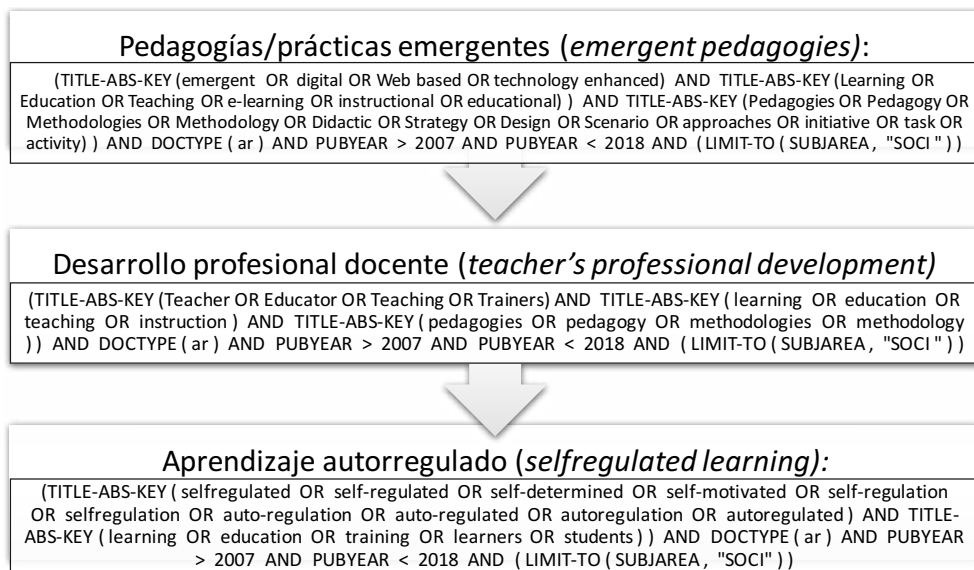 Pedagogías/prácticas emergentes (emergent pedagogies):
(TITLE-ABS-KEY (emergent OR digital OR Web based OR technology enhanced) AND TITLE-ABS-KEY (Learning OR
Education OR Teaching OR e-learning OR instructional OR educational) ) AND TITLE-ABS-KEY (Pedagogies OR Pedagogy OR
Methodologies OR Methodology OR Didactic OR Strategy OR Design OR Scenario OR approaches OR initiative OR task OR
activity) ) AND DOCTYPE ( ar ) AND PUBYEAR > 2007 AND PUBYEAR < 2018 AND ( LIMIT-TO ( SUBJAREA , "SOCI " ) )
Desarrollo profesional docente (teacher's professional development)
(TITLE-ABS-KEY (Teacher OR Educator OR Teaching OR Trainers) AND TITLE-ABS-KEY ( learning OR education OR
teaching OR instruction ) AND TITLE-ABS-KEY ( pedagogies OR pedagogy OR methodologies OR methodology
) ) AND DOCTYPE ( ar ) AND PUBYEAR > 2007 AND PUBYEAR < 2018 AND ( LIMIT-TO ( SUBJAREA , "SOCI " ) )
Aprendizaje autorregulado (selfregulated learning):
(TITLE-ABS-KEY ( selfregulated OR self-regulated OR self-determined OR self-motivated OR self-regulation
OR selfregulation OR auto-regulation OR auto-regulated OR autoregulation OR autoregulated ) AND TITLE-
ABS-KEY ( learning OR education OR training OR learners OR students ) ) AND DOCTYPE ( ar ) AND PUBYEAR
> 2007 AND PUBYEAR < 2018 AND ( LIMIT-TO ( SUBJAREA , "SOCI" ) )